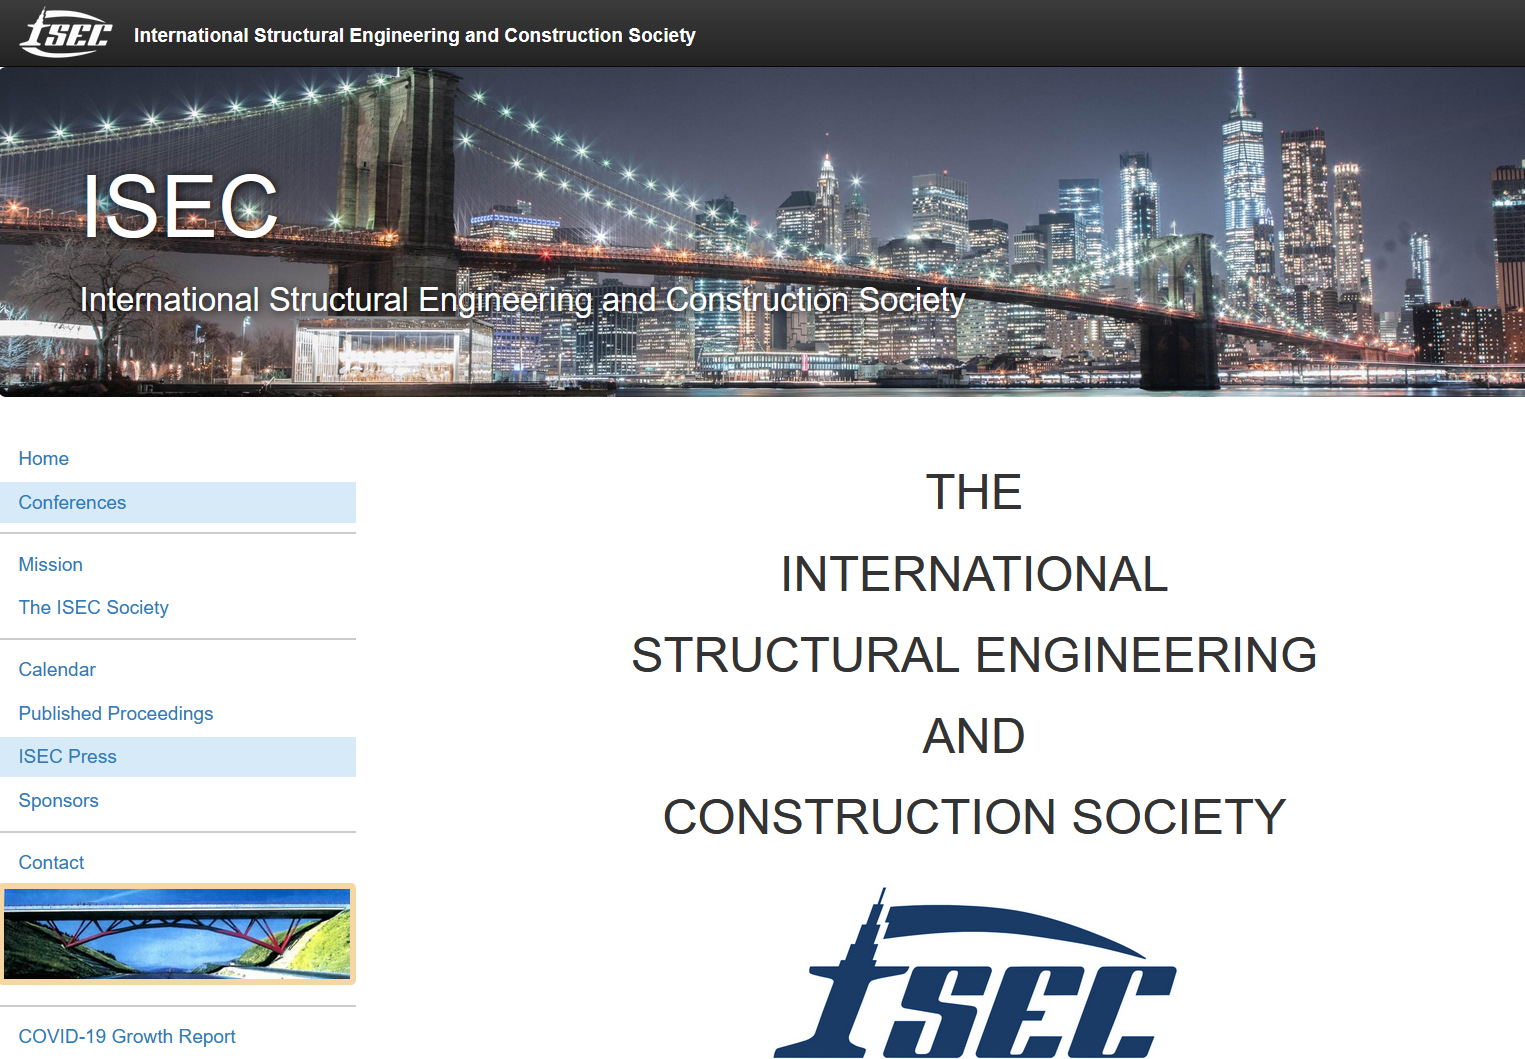 ISEC
International Structural Engineering and Construction Society
ISEC
International Structural Engineering and Construction Society
Home
Conferences
Mission
The ISEC Society
Calendar
Published Proceedings
ISEC Press
Sponsors
Contact
COVID-19 Growth Report
THE
INTERNATIONAL
STRUCTURAL ENGINEERING
AND
CONSTRUCTION SOCIETY
ISEC